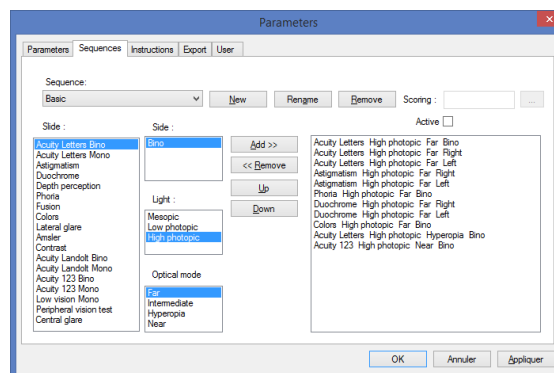 Parameters
Parameters Sequences Instructions Export User
Sequence:
Basic New Rename Remove Scoring : ...
Active
Slide :
Acuity Letters Bino
Acuity Letters Mono
Astigmatism
Duochrome
Depth perception
Phoria
Fusion
Colors
Lateral glare
Amsler
Contrast
Acuity Landolt Bino
Acuity Landolt Mono
Acuity 123 Bino
Acuity 123 Mono
Low vision Mono
Peripheral vision test
Central glare
Side :
Bino
Light :
Mesopic
Low photopic
High photopic
Optical mode
Far
Intermediate
Hyperopia
Near
Add >>
<< Remove
Up
Down
Acuity Letters High photopic Far Bino
Acuity Letters High photopic Far Right
Acuity Letters High photopic Far Left
Astigmatism High photopic Far Right
Astigmatism High photopic Far Left
Phoria High photopic Far Bino
Duochrome High photopic Far Right
Duochrome High photopic Far Left
Colors High photopic Far Bino
Acuity Letters High photopic Hyperopia Bino
Acuity 123 High photopic Near Bino
OK Annuler Appliquer